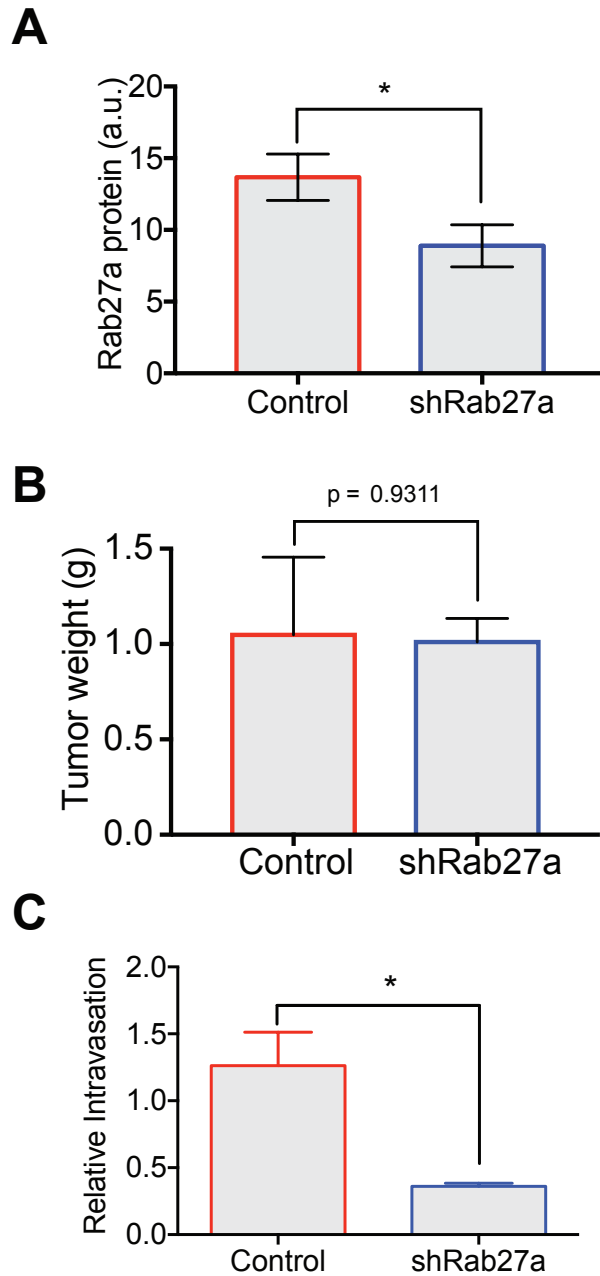 A
Rab27a protein (a.u.)
20
15
10
5
0
*
Control shRab27a
B
p = 0.9311
Tumor weight (g)
1.5
1.0
0.5
0.0
Control shRab27a
C
Relative Intravasation
2.0
1.5
1.0
0.5
0.0
*
Control shRab27a